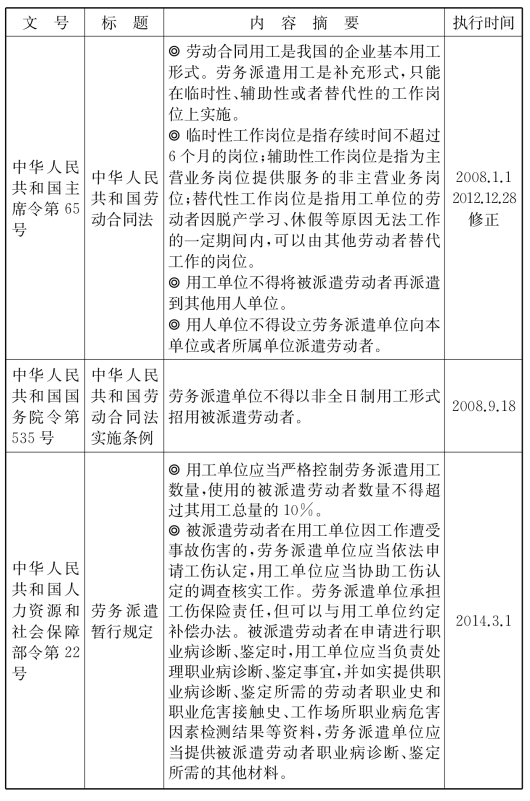 文　号　标　题　内　容　摘　要　执行时间
中华人民
共和国主
席令第 65
号
中华人民
共和国劳
动合同法
◎ 劳动合同用工是我国的企业基本用工
形式。劳务派遣用工是补充形式,只能
在临时性、辅助性或者替代性的工作岗
位上实施。
◎ 临时性工作岗位是指存续时间不超过
6 个月的岗位;辅助性工作岗位是指为主
营业务岗位提供服务的非主营业务岗
位;替代性工作岗位是指用工单位的劳
动者因脱产学习、休假等原因无法工作
的一定期间内,可以由其他劳动者替代
工作的岗位。
◎ 用工单位不得将被派遣劳动者再派遣
到其他用人单位。
◎ 用人单位不得设立劳务派遣单位向本
单位或者所属单位派遣劳动者。
2008.1.1
2012.12.28
修正
中华人民
共和国国
务院令第
535 号
中华人民
共和国劳
动合同法
实施条例
劳务派遣单位不得以非全日制用工形式
招用被派遣劳动者。
2008.9.18
中华人民
共和国人
力资源和
社会保障
部令第 22
号
劳务派遣
暂行规定
◎ 用工单位应当严格控制劳务派遣用工
数量,使用的被派遣劳动者数量不得超
过其用工总量的 10%。
◎ 被派遣劳动者在用工单位因工作遭受
事故伤害的,劳务派遣单位应当依法申
请工伤认定,用工单位应当协助工伤认
定的调查核实工作。劳务派遣单位承担
工伤保险责任,但可以与用工单位约定
补偿办法。被派遣劳动者在申请进行职
业病诊断、鉴定时,用工单位应当负责处
理职业病诊断、鉴定事宜,并如实提供职
业病诊断、鉴定所需的劳动者职业史和
职业危害接触史、工作场所职业病危害
因素检测结果等资料,劳务派遣单位应
当提供被派遣劳动者职业病诊断、鉴定
所需的其他材料。
2014.3.1